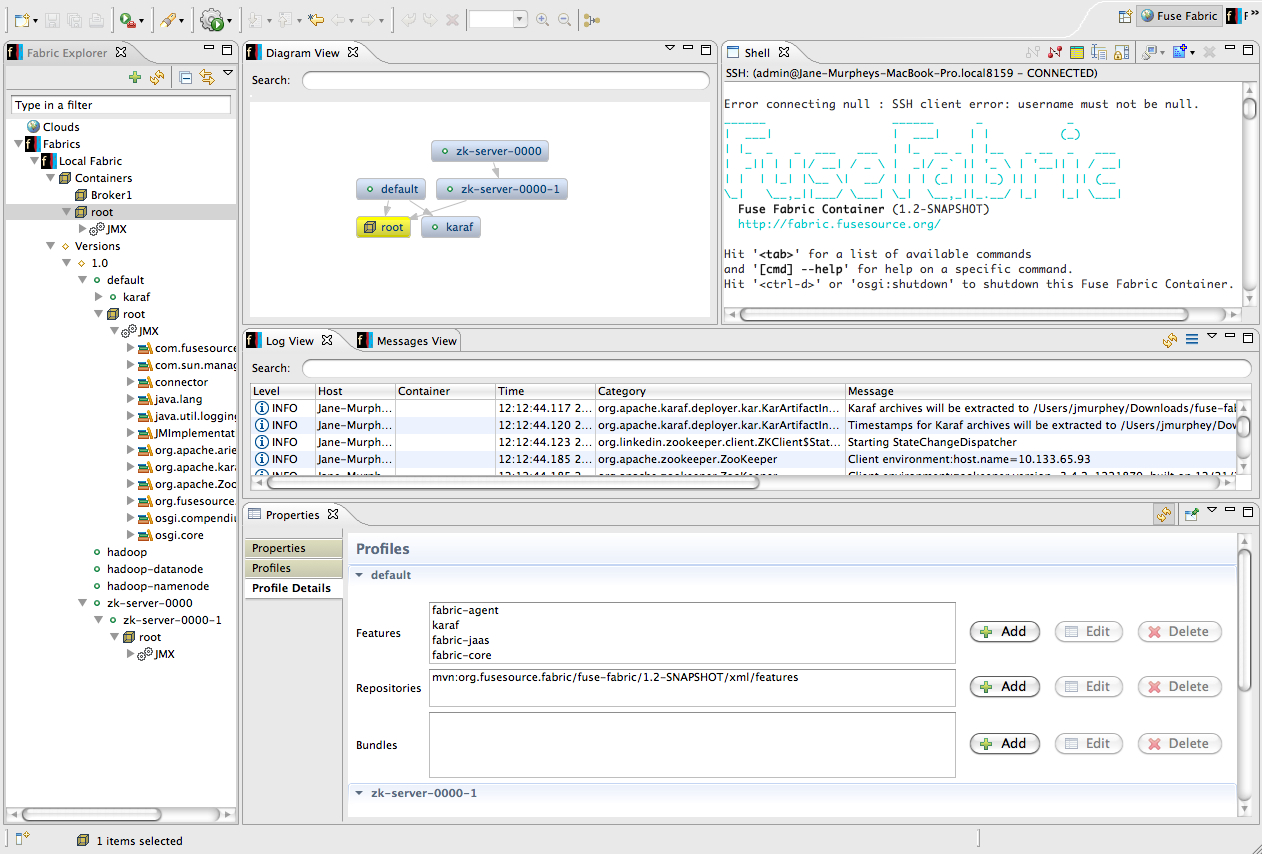 Fuse Fabric
F
Fabric Explorer
Type in a filter
Clouds
Fabrics
Local Fabric
Containers
Broker1
root
JMX
Versions
1.0
default
karaf
root
JMX
com.fusesource
com.sun.manag
connector
java.lang
java.util.logging
JMImplementat
org.apache.arie
org.apache.kara
org.apache.Zoo
org.fusesource.
osgi.compendiu
osgi.core
hadoop
hadoop-datanode
hadoop-namenode
zk-server-0000
zk-server-0000-1
root
JMX
Diagram View
Search:
zk-server-0000
default
zk-server-0000-1
root
karaf
Shell
SSH: (admin@Jane-Murpheys-MacBook-Pro.local8159 - CONNECTED)
Error connecting null : SSH client error: username must not be null.
Fuse Fabric
Fuse Fabric Container (1.2-SNAPSHOT)
http://fabric.fusesource.org/
Hit '<tab>' for a list of available commands
and '[cmd] --help' for help on a specific command.
Hit '<ctrl-d>' or 'osgi:shutdown' to shutdown this Fuse Fabric Container.
Log View
Messages View
Search:
Level Host Container Time Category Message
INFO Jane-Murph... 12:12:44.117 2... org.apache.karaf.deployer.kar.KarArtifactIn... Karaf archives will be extracted to /Users/jmurphey/Downloads/fuse-fab
INFO Jane-Murph... 12:12:44.120 2... org.apache.karaf.deployer.kar.KarArtifactIn... Timestamps for Karaf archives will be extracted to /Users/jmurphey/Dow
INFO Jane-Murph... 12:12:44.123 2... org.linkedin.zookeeper.client.ZKClient$Stat... Starting StateChangeDispatcher
INFO Jane-Murph... 12:12:44.185 2... org.apache.zookeeper.ZooKeeper Client environment:host.name=10.133.65.93
Properties
Properties
Profiles
Profile Details
Profiles
default
Features
fabric-agent
karaf
fabric-jaas
fabric-core
Add Edit Delete
Repositories
mvn:org.fusesource.fabric/fuse-fabric/1.2-SNAPSHOT/xml/features
Add Edit Delete
Bundles
Add Edit Delete
zk-server-0000-1
1 items selected